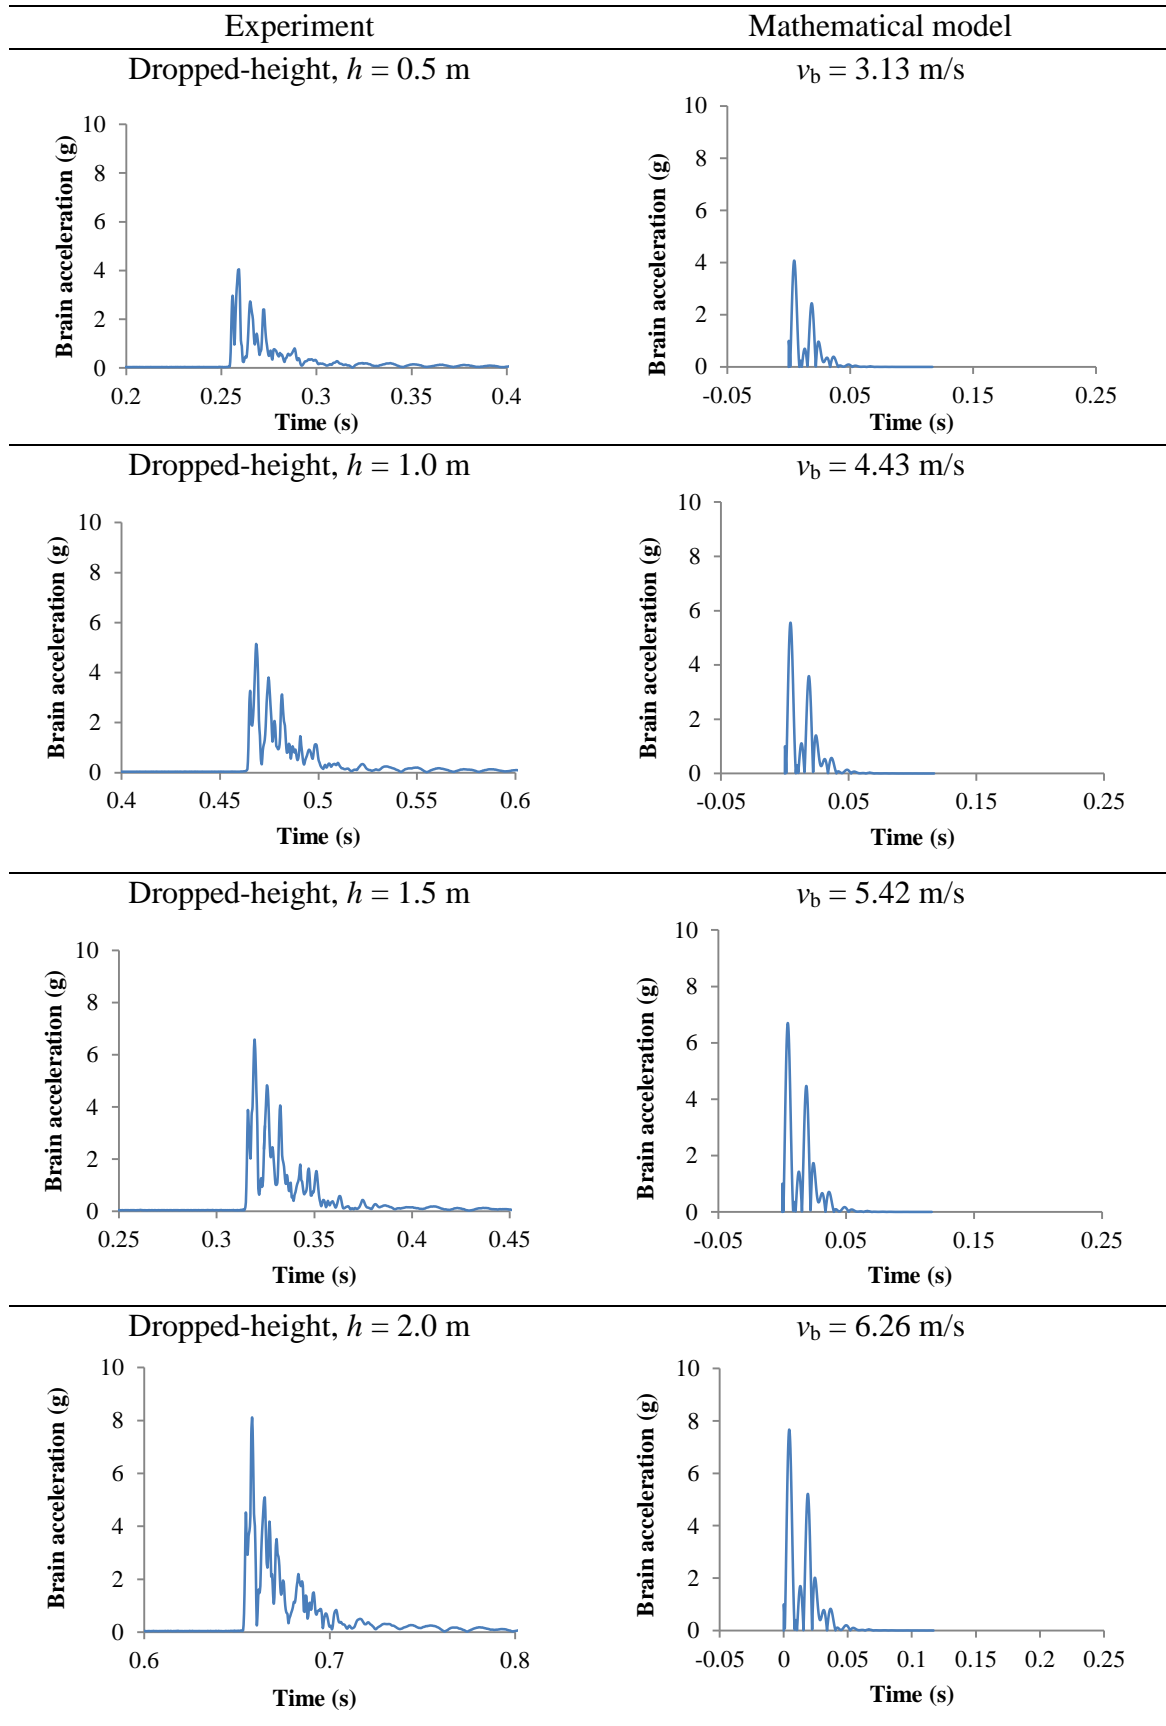 Experiment
Mathematical model
Dropped-height, h = 0.5 m
10
8
6
4
2
0
0.2 0.25 0.3 0.35 0.4
Time (s)
Brain acceleration (g)
vb = 3.13 m/s
10
8
6
4
2
0
-0.05 0.05 0.15 0.25
Time (s)
Brain acceleration (g)
Dropped-height, h = 1.0 m
10
8
6
4
2
0
0.4 0.45 0.5 0.55 0.6
Time (s)
Brain acceleration (g)
vb = 4.43 m/s
10
8
6
4
2
0
-0.05 0.05 0.15 0.25
Time (s)
Brain acceleration (g)
Dropped-height, h = 1.5 m
10
8
6
4
2
0
0.25 0.3 0.35 0.4 0.45
Time (s)
Brain acceleration (g)
vb = 5.42 m/s
10
8
6
4
2
0
-0.05 0.05 0.15 0.25
Time (s)
Brain acceleration (g)
Dropped-height, h = 2.0 m
10
8
6
4
2
0
0.6 0.7 0.8
Time (s)
Brain acceleration (g)
vb = 6.26 m/s
10
8
6
4
2
0
-0.05 0 0.05 0.1 0.15 0.2 0.25
Time (s)
Brain acceleration (g)